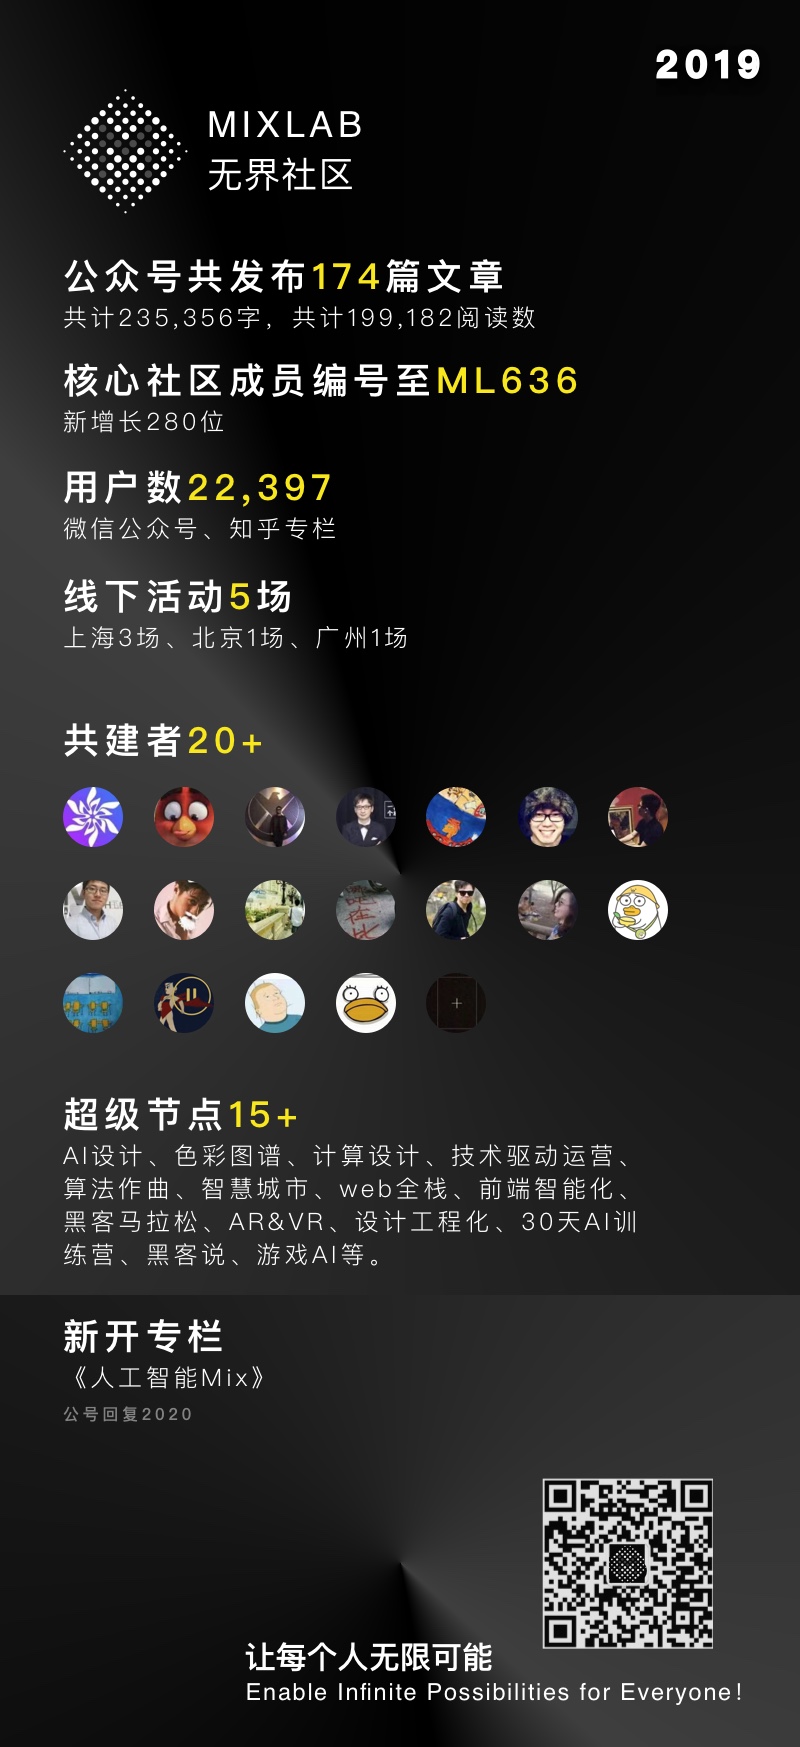 2019
MIXLAB
无界社区
公众号共发布174篇文章
共计235,356字，共计199,182阅读数
核心社区成员编号至ML636
新增长280位
用户数22,397
微信公众号、知乎专栏
线下活动5场
上海3场、北京1场、广州1场
共建者20+
超级节点15+
AI设计、色彩图谱、计算设计、技术驱动运营、
算法作曲、智慧城市、web全栈、前端智能化、
黑客马拉松、AR&VR、设计工程化、30天AI训
练营、黑客说、游戏AI等。
新开专栏
《人工智能Mix》
公号回复2020
让每个人无限可能
Enable Infinite Possibilities for Everyone!